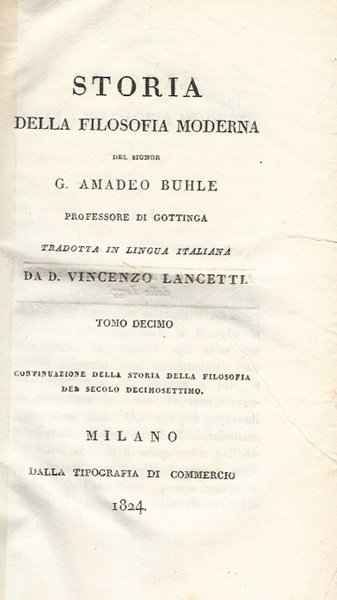 STORIA
DELLA FILOSOFIA MODERNA
DEL SIGNOR
G. AMADEO BUHLE
PROFESSORE DI GOTTINGA
TRADOTTA IN LINGUA ITALIANA
DA D. VINCENZO LANCETTI.
TOMO DECIMO
CONTINUAZIONE DELLA STORIA DELLA FILOSOFIA
DEL SECOLO DECIMOSETTIMO.
MILANO
DALLA TIPOGRAFIA DI COMMERCIO
1824.